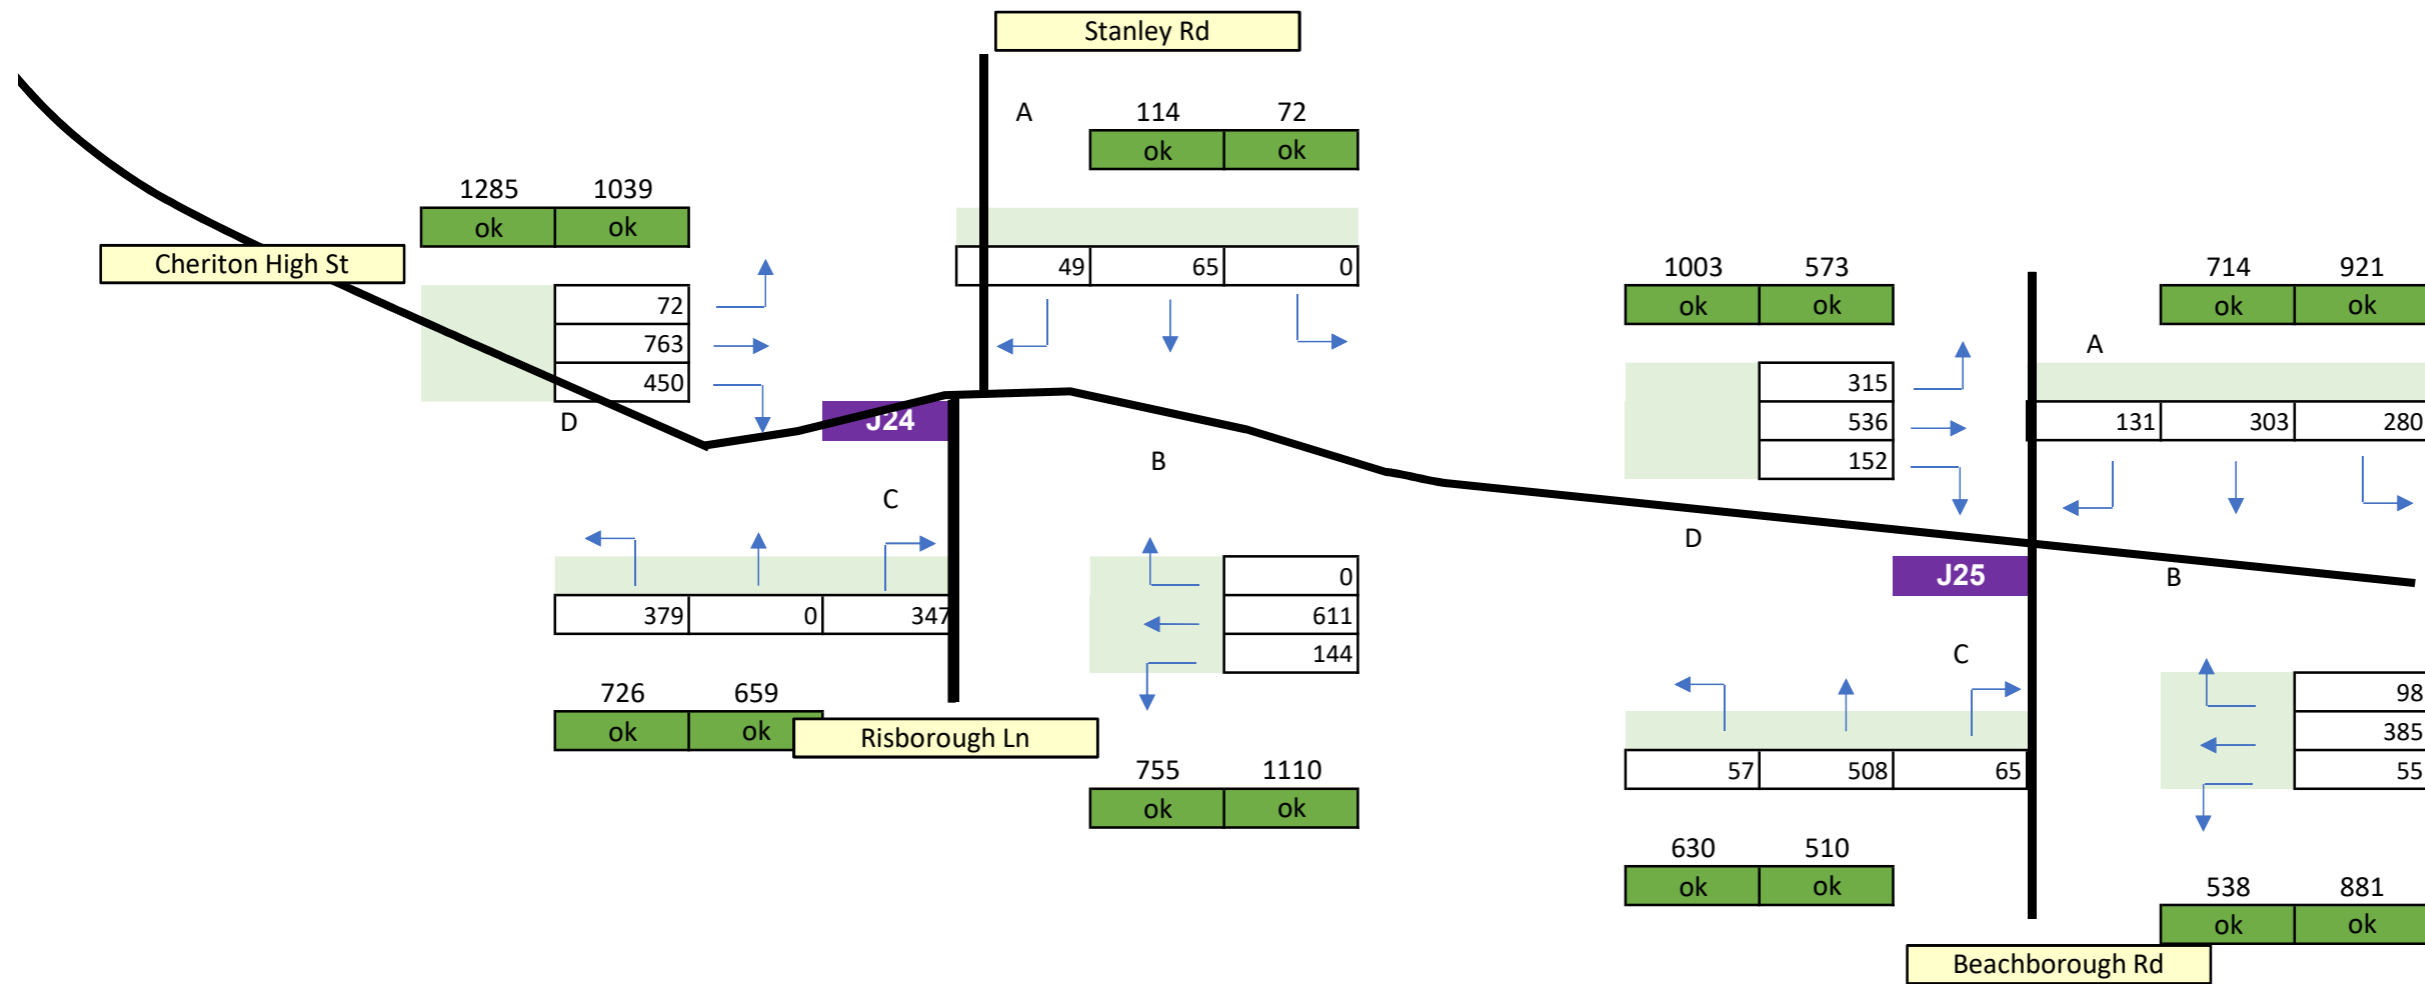 Stanley Rd
A 114 72
ok ok
1285 1039
ok ok
Cheriton High St
49 65 0
1003 573
ok ok
714 921
ok ok
72
763
450
D
A
315
536
152
131 303 280
J24
B
C
D
J25
B
379 0 347
0
611
144
C
726 659
ok ok
Risborough Ln
98
385
55
57 508 65
755 1110
ok ok
630 510
ok ok
538 881
ok ok
Beachborough Rd